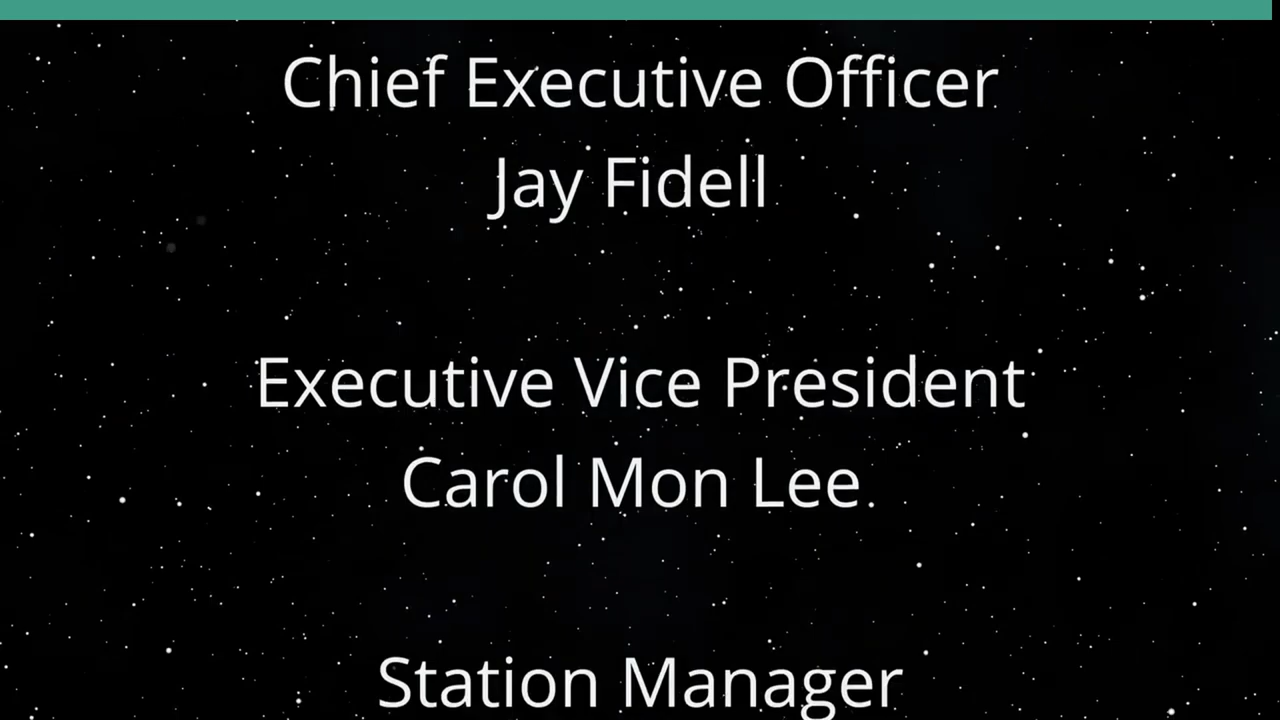 Chief Executive Officer
Jay Fidell
Executive Vice President
Carol Mon Lee
Station Manager